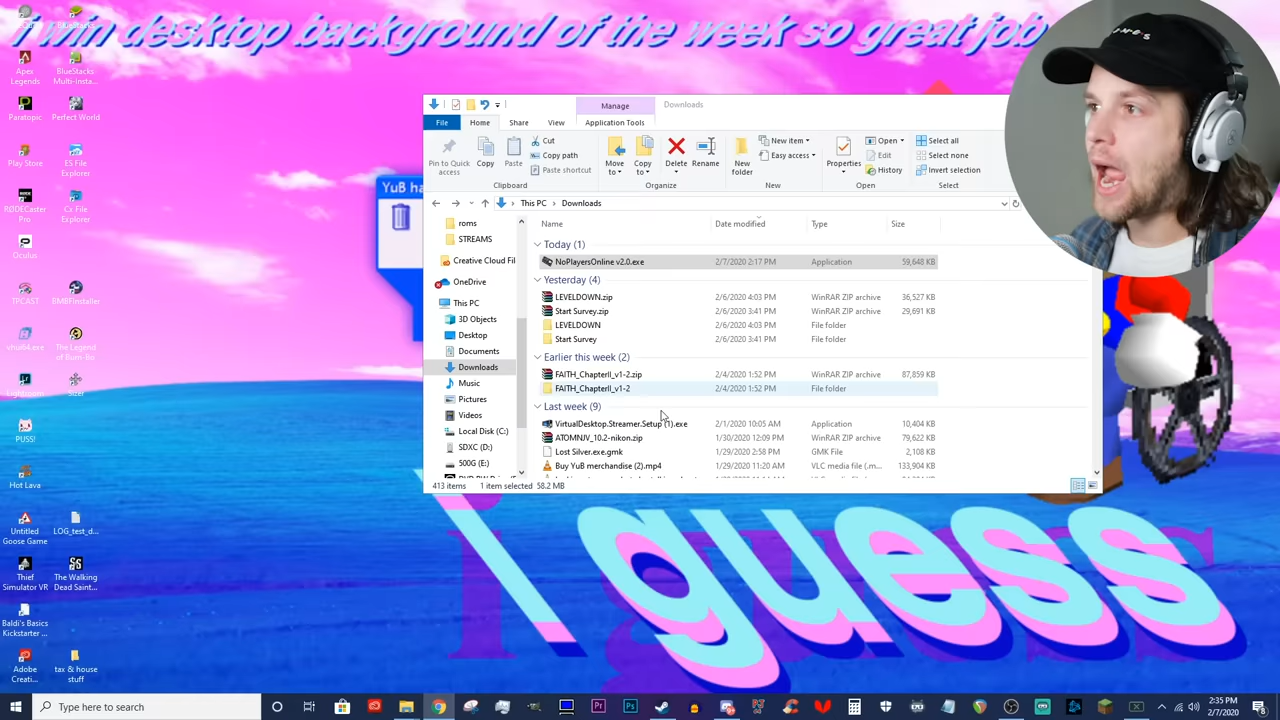 desktop background of the week so great job
Apex
Legends
BlueStacks
Multi-Insta...
Paratopic
Perfect World
Play Store
ES File
Explorer
RØDECaster
Pro
Cx File
Explorer
Oculus
TPCAST
BMBFinstaller
The Legend
of Bum-Bo
Sizer
PUSS!
Hot Lava
Untitled
Goose Game
LOG_test_d...
Thief
Simulator VR
The Walking
Dead Saint...
Baldi's Basics
Kickstarter ...
Adobe
Creati...
tax & house
stuff
YuB ha
Manage
Downloads
File
Home
Share
View
Application Tools
Pin to Quick
access
Copy
Paste
Cut
Copy path
Paste shortcut
Clipboard
Move
to
Copy
to
Delete
Rename
Organize
New
folder
New item
Easy access
New
Properties
Open
Edit
History
Open
Select all
Select none
Invert selection
Select
This PC > Downloads
roms
STREAMS
Creative Cloud Fil
OneDrive
This PC
3D Objects
Desktop
Documents
Downloads
Music
Pictures
Videos
Local Disk (C:)
SDXC (D:)
500G (E:)
Name Date modified Type Size
Today (1)
NoPlayersOnline v2.0.exe 2/7/2020 2:17 PM Application 59,648 KB
Yesterday (4)
LEVELDOWN.zip 2/6/2020 4:03 PM WinRAR ZIP archive 36,527 KB
Start Survey.zip 2/6/2020 3:41 PM WinRAR ZIP archive 29,691 KB
LEVELDOWN 2/6/2020 4:03 PM File folder
Start Survey 2/6/2020 3:41 PM File folder
Earlier this week (2)
FAITH_ChapterII_v1-2.zip 2/4/2020 1:52 PM WinRAR ZIP archive 87,859 KB
FAITH_ChapterII_v1-2 2/4/2020 1:52 PM File folder
Last week (9)
VirtualDesktop.Streamer.Setup (1).exe 2/1/2020 10:05 AM Application 10,404 KB
ATOMNJV_10.2-nikon.zip 1/30/2020 12:09 PM WinRAR ZIP archive 79,622 KB
Lost Silver.exe.gmk 1/29/2020 2:58 PM GMK File 2,108 KB
Buy YuB merchandise (2).mp4 1/29/2020 11:20 AM VLC media file (.m... 133,904 KB
413 items 1 item selected 58.2 MB
I guess
Type here to search
2:35 PM
2/7/2020